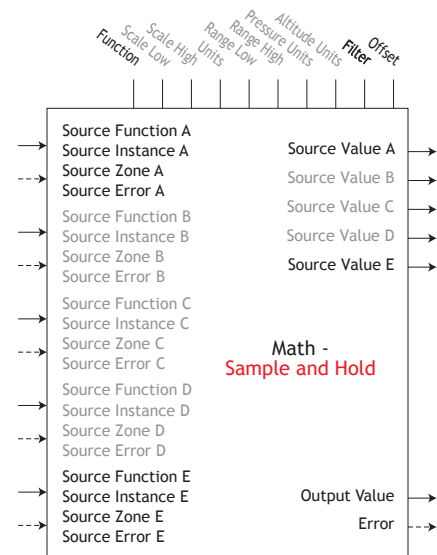 Function
Scale Low
Scale High
Units
Range Low
Range High
Pressure Units
Altitude Units
Filter
Offset
Source Function A
Source Instance A
Source Zone A
Source Error A
Source Function B
Source Instance B
Source Zone B
Source Error B
Source Function C
Source Instance C
Source Zone C
Source Error C
Source Function D
Source Instance D
Source Zone D
Source Error D
Source Function E
Source Instance E
Source Zone E
Source Error E
Source Value A
Source Value B
Source Value C
Source Value D
Source Value E
Math -
Sample and Hold
Output Value
Error